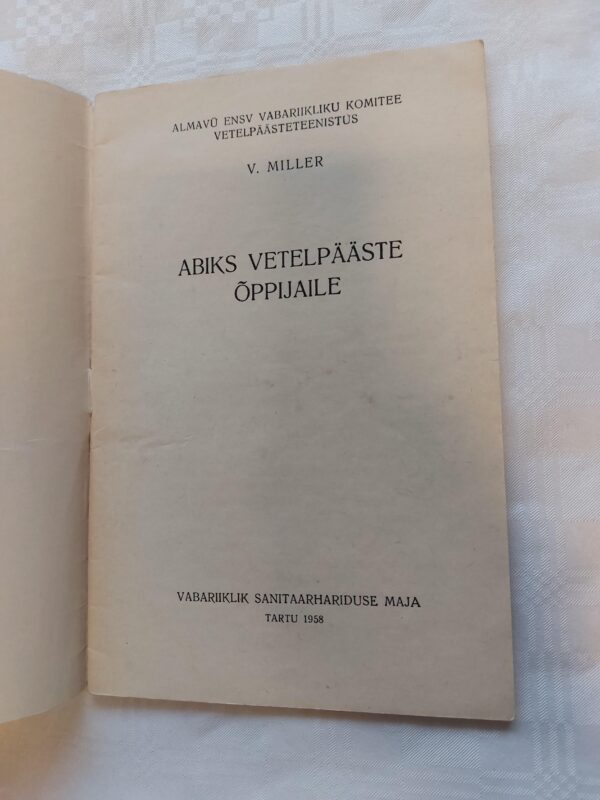 ALMAVÜ ENSV VABARIIKLIKU KOMITEE
VETELPÄÄSTETEENISTUS
V. MILLER
ABIKS VETELPÄÄSTE
ÕPPIJAILE
VABARIIKLIK SANITAARHARIDUSE MAJA
TARTU 1958